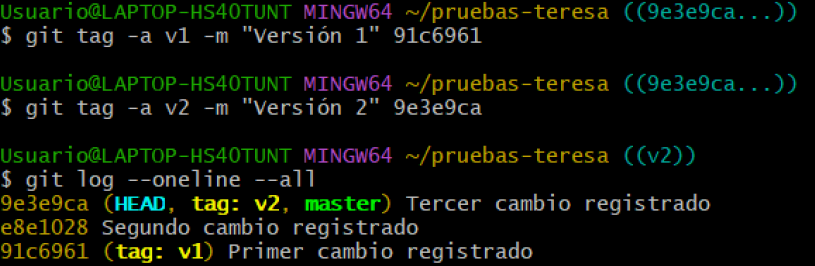 Usuario@LAPTOP-HS40TUNT MINGW64 ~/pruebas-teresa ((9e3e9ca...))
$ git tag -a v1 -m "Versión 1" 91c6961
Usuario@LAPTOP-HS40TUNT MINGW64 ~/pruebas-teresa ((9e3e9ca...))
$ git tag -a v2 -m "Versión 2" 9e3e9ca
Usuario@LAPTOP-HS40TUNT MINGW64 ~/pruebas-teresa ((v2))
$ git log --oneline --all
9e3e9ca (HEAD, tag: v2, master) Tercer cambio registrado
e8e1028 Segundo cambio registrado
91c6961 (tag: v1) Primer cambio registrado